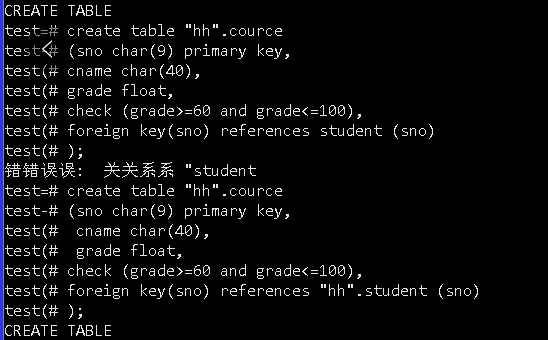 CREATE TABLE
test=# create table "hh".cource
test-# (sno char(9) primary key,
test(# cname char(40),
test(# grade float,
test(# check (grade>=60 and grade<=100),
test(# foreign key(sno) references student (sno)
test(# );
错错误误: 关关系系 "student
test=# create table "hh".cource
test-# (sno char(9) primary key,
test(#  cname char(40),
test(#  grade float,
test(# check (grade>=60 and grade<=100),
test(# foreign key(sno) references "hh".student (sno)
test(# );
CREATE TABLE